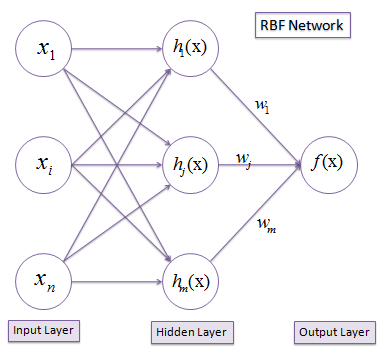 RBF Network
x1
h1(x)
w1
xi
hj(x)
wj
f(x)
wm
xn
hm(x)
Input Layer
Hidden Layer
Output Layer